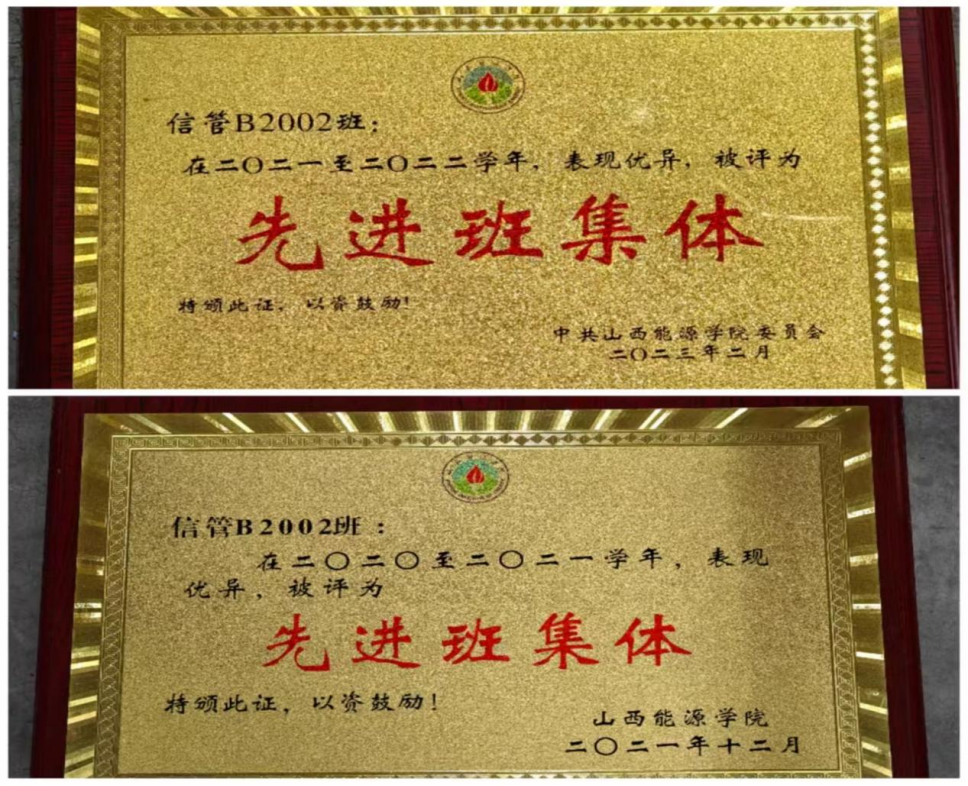 信管B2002班:
在二〇二一至二〇二二学年，表现优异，被评为
先进班集体
特颁此证，以资鼓励！
中共山西能源学院委员会
二〇二三年二月
信管B2002班：
在二〇二〇至二〇二一学年，表现
优异，被评为
先进班集体
特颁此证，以资鼓励！
山西能源学院
二〇二一年十二月